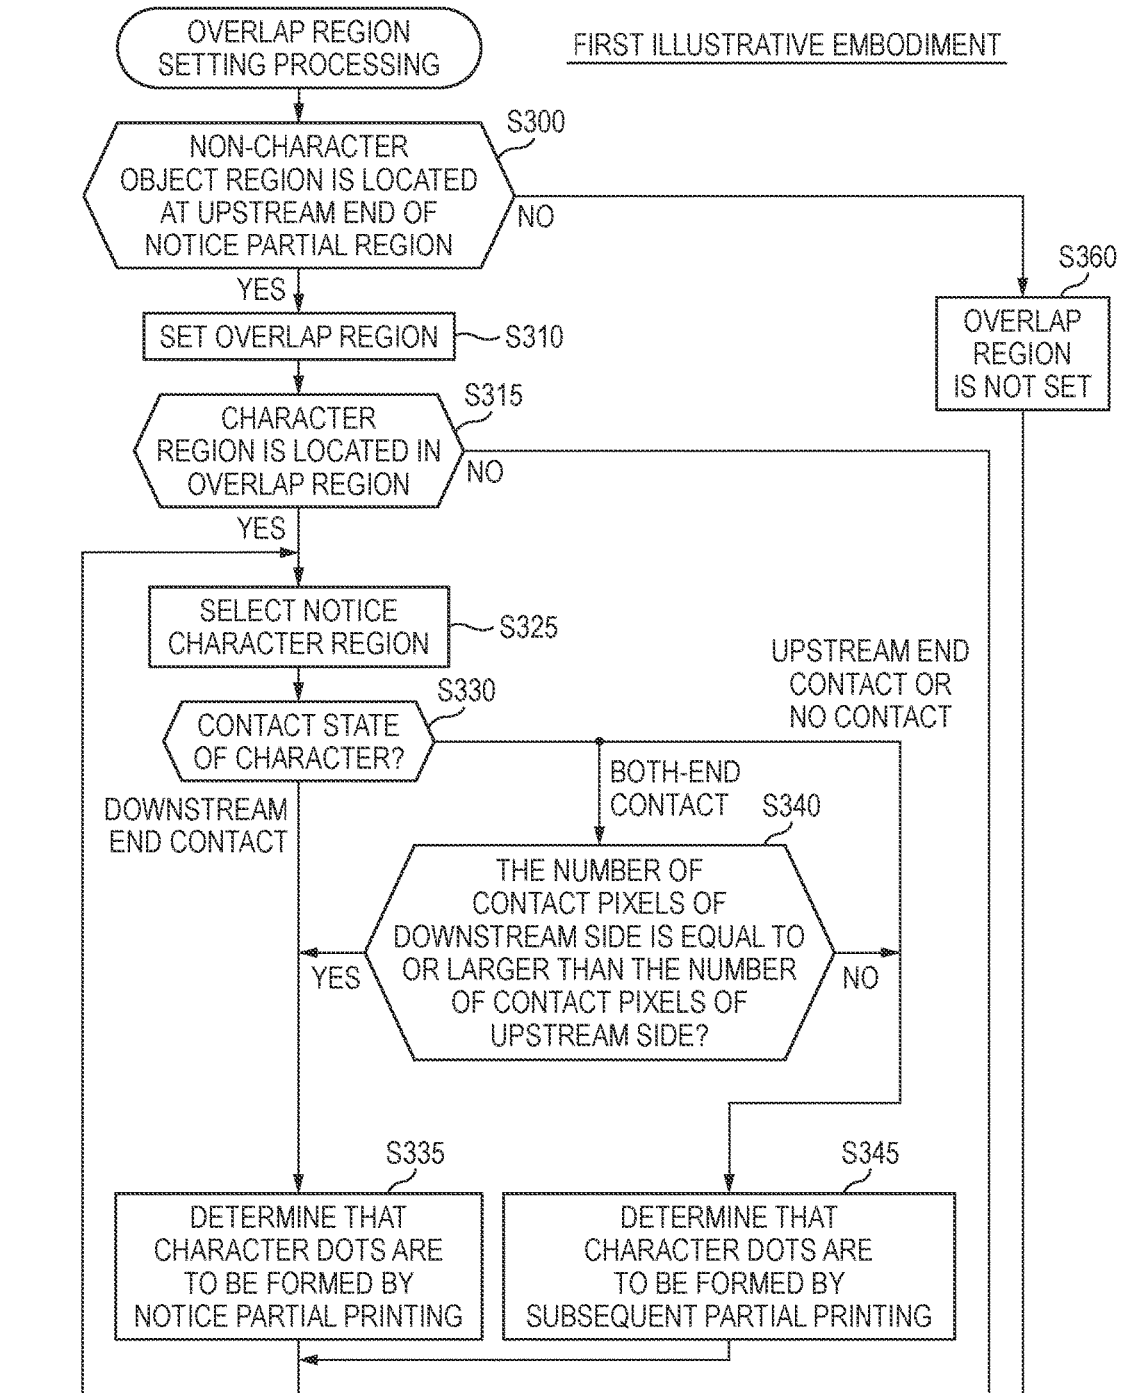 OVERLAP REGION
SETTING PROCESSING
FIRST ILLUSTRATIVE EMBODIMENT
S300
NON-CHARACTER
OBJECT REGION IS LOCATED
AT UPSTREAM END OF
NOTICE PARTIAL REGION
NO
YES
S360
OVERLAP
REGION
IS NOT SET
SET OVERLAP REGION
S310
S315
CHARACTER
REGION IS LOCATED IN
OVERLAP REGION
NO
YES
SELECT NOTICE
CHARACTER REGION
S325
UPSTREAM END
CONTACT OR
NO CONTACT
S330
CONTACT STATE
OF CHARACTER?
BOTH-END
CONTACT
DOWNSTREAM
END CONTACT
S340
THE NUMBER OF
CONTACT PIXELS OF
DOWNSTREAM SIDE IS EQUAL TO
OR LARGER THAN THE NUMBER
OF CONTACT PIXELS OF
UPSTREAM SIDE?
YES
NO
S335
DETERMINE THAT
CHARACTER DOTS ARE
TO BE FORMED BY
NOTICE PARTIAL PRINTING
S345
DETERMINE THAT
CHARACTER DOTS ARE
TO BE FORMED BY
SUBSEQUENT PARTIAL PRINTING